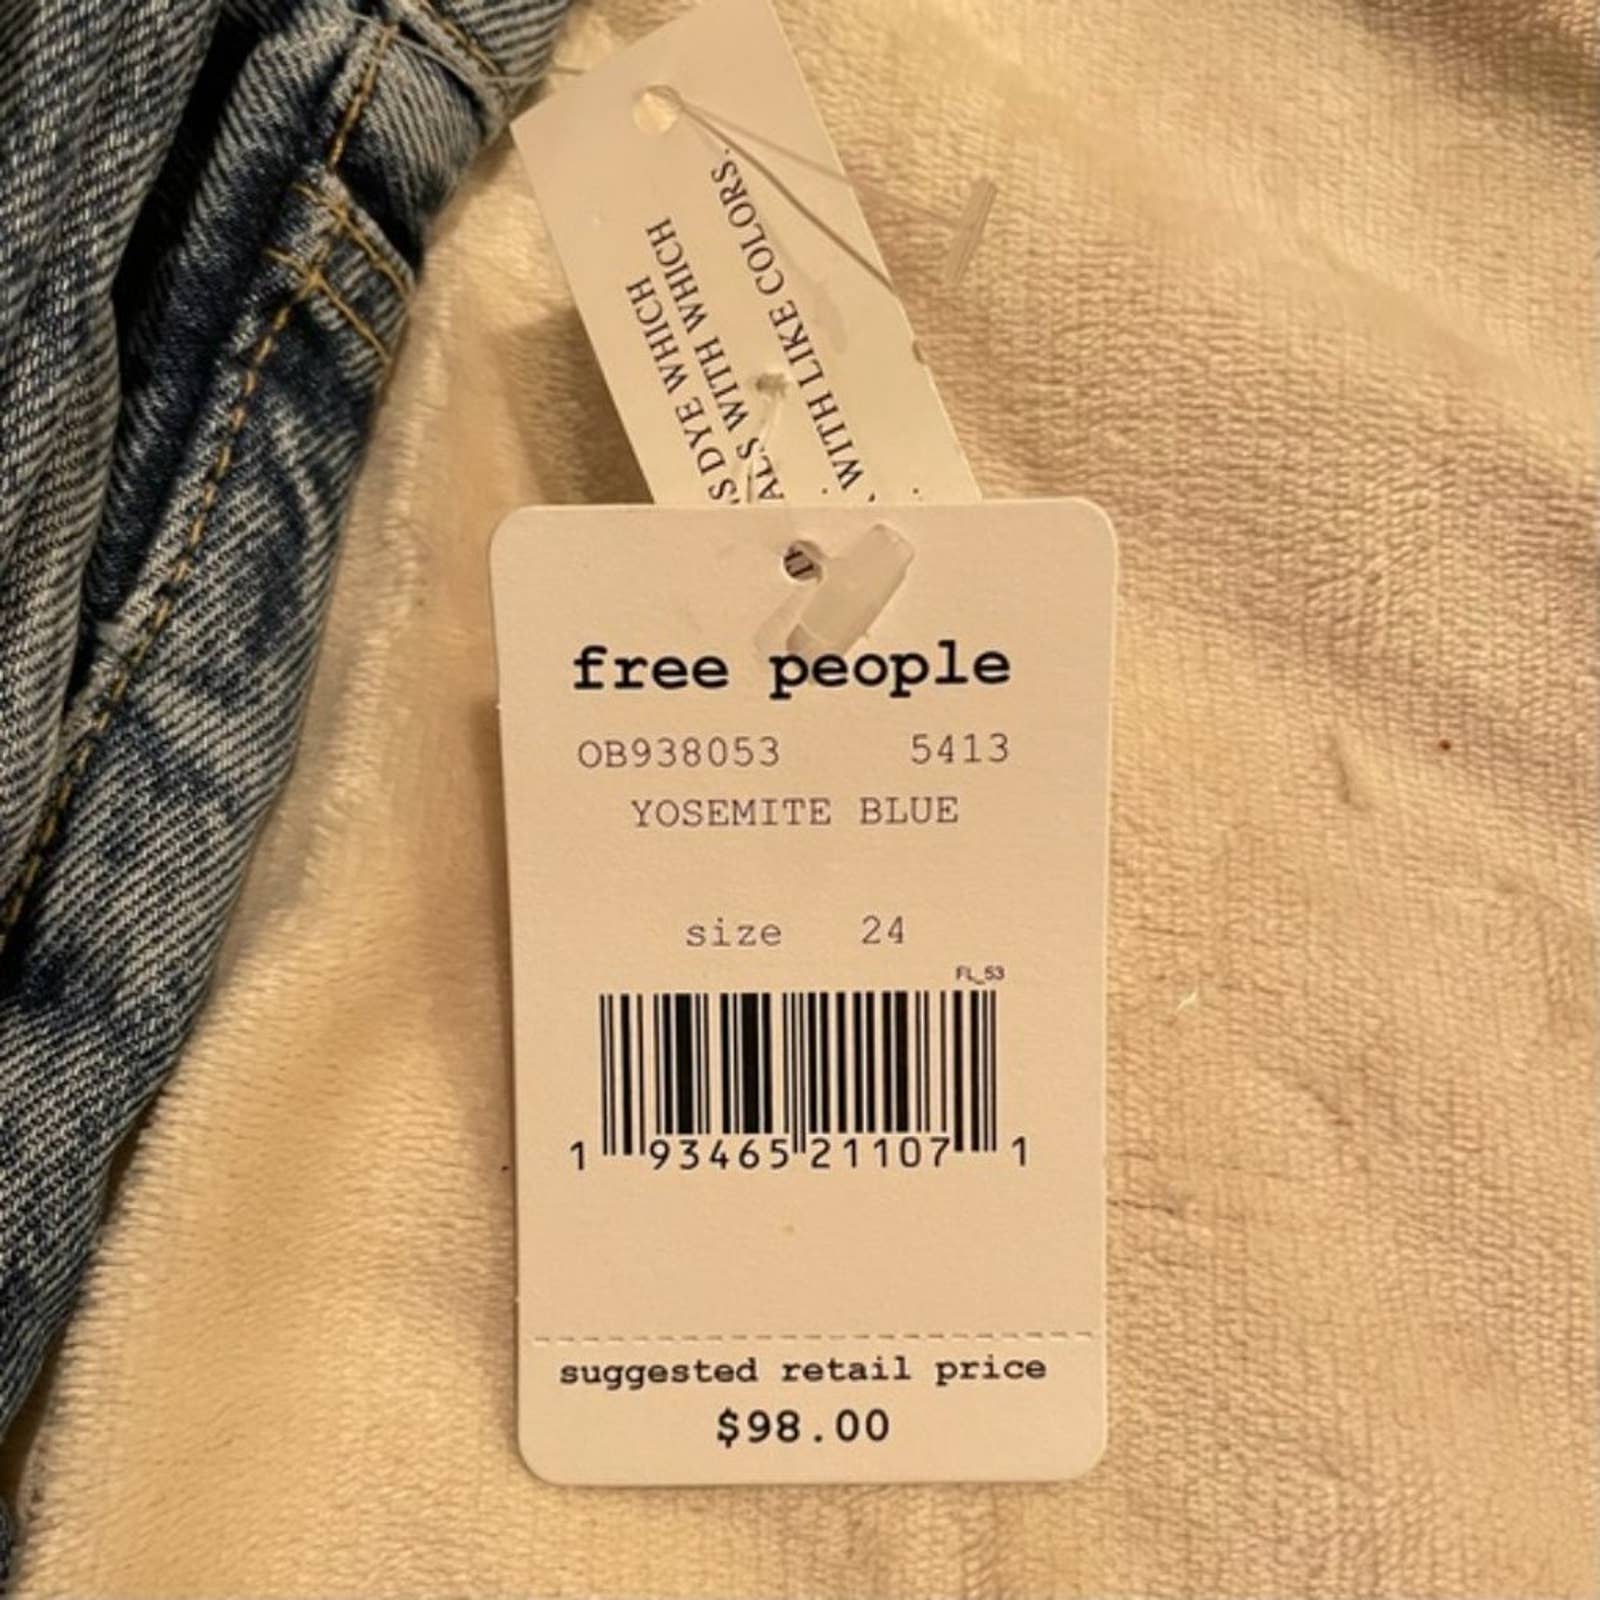 S DYE WHICH
ALS WITH WHICH
WITH LIKE COLORS.
free people
OB938053 5413
YOSEMITE BLUE
size 24
FL_53
1 93465 21107 1
suggested retail price
$98.00